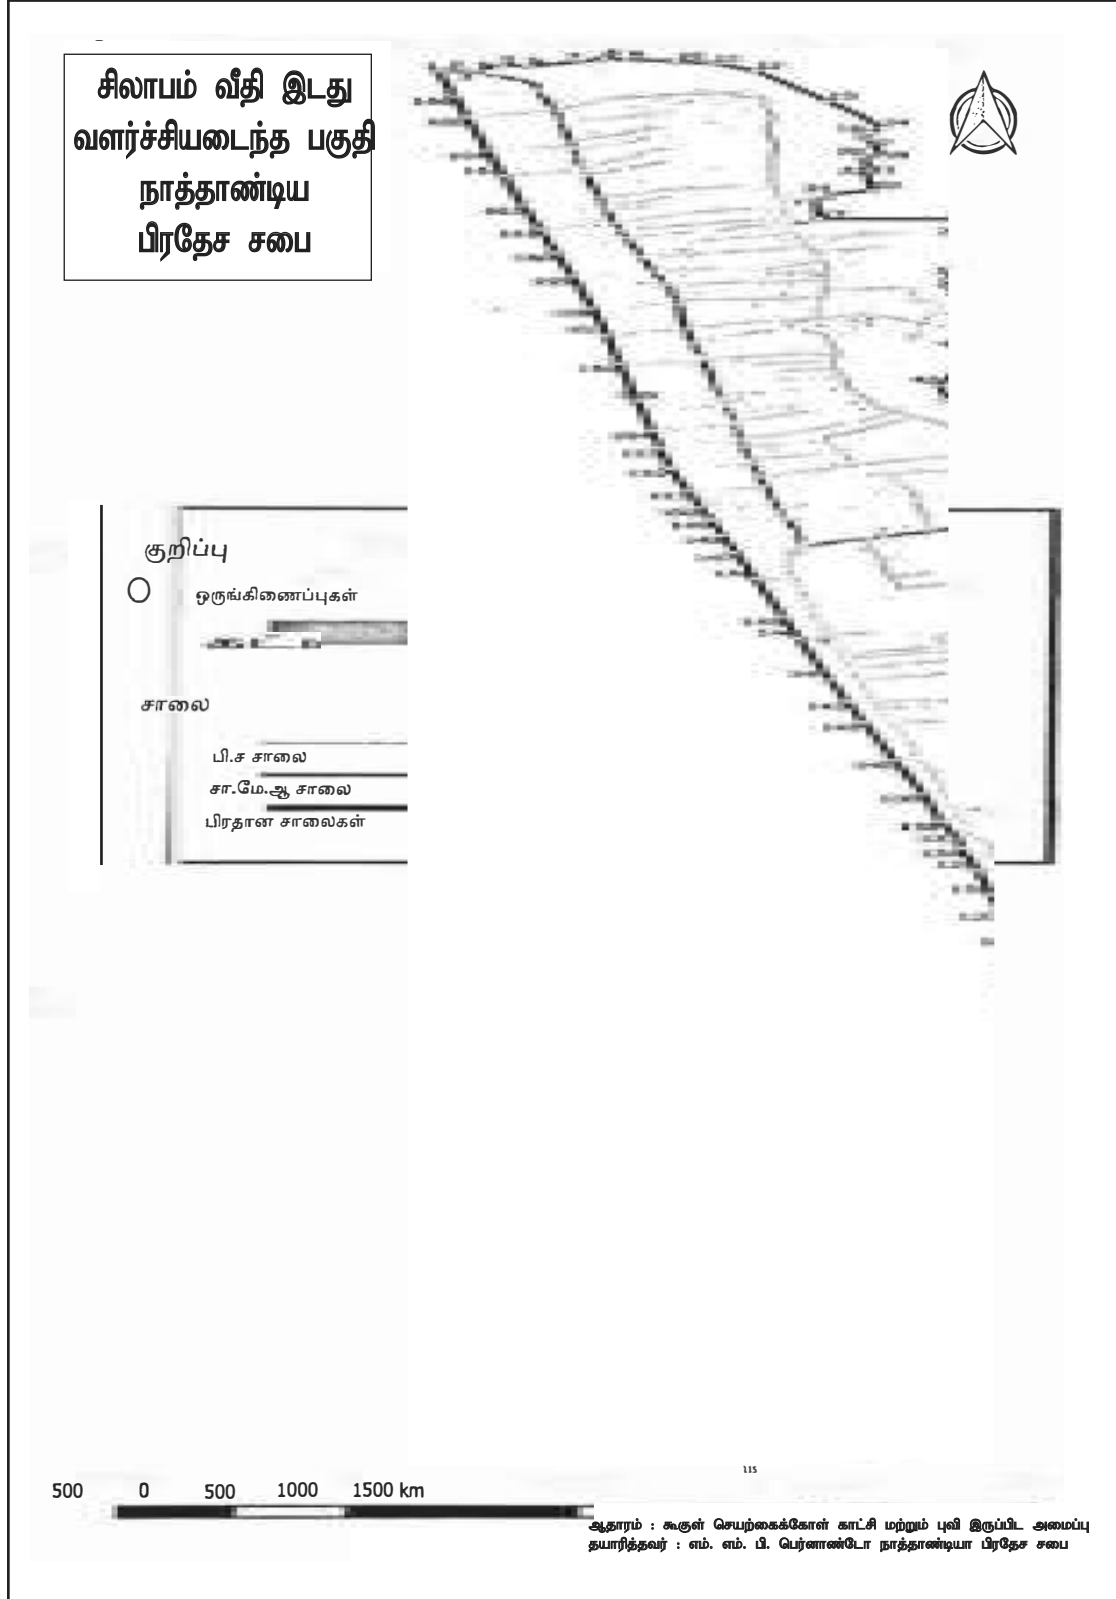 சிலாபம் வீதி இடது
வளர்ச்சியடைந்த பகுதி
நாத்தாண்டிய
பிரதேச சபை
குறிப்பு
ஒருங்கிணைப்புகள்
சாலை
பி.ச சாலை
சா.மே.ஆ சாலை
பிரதான சாலைகள்
115
500 0 500 1000 1500 km
ஆதாரம் : கூகுள் செயற்கைக்கோள் காட்சி மற்றும் புவி இருப்பிட அமைப்பு
தயாரித்தவர் : எம். எம். பி. பெர்னாண்டோ நாத்தாண்டியா பிரதேச சபை